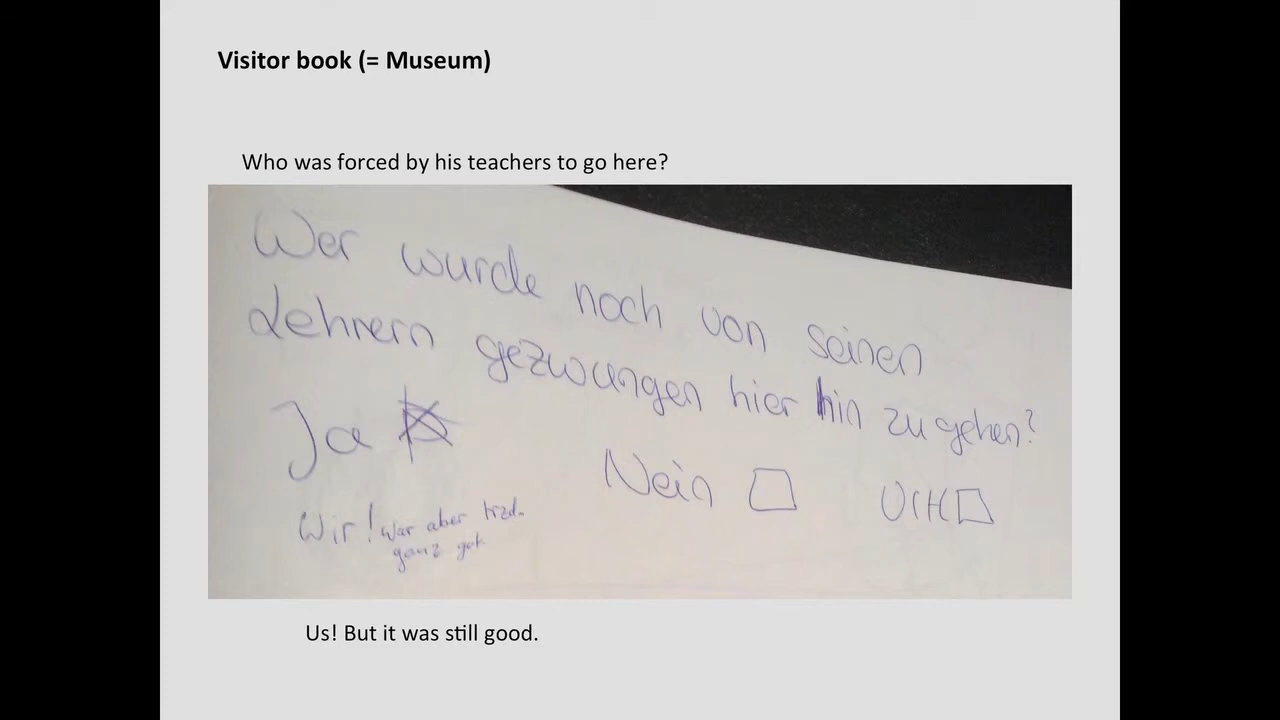 Visitor book (= Museum)
Who was forced by his teachers to go here?
Wer wurde noch von seinen
Lehrern gezwungen hier hin zu gehen?
Ja
Nein
Wir! War aber trzd.
ganz gut.
Us! But it was still good.